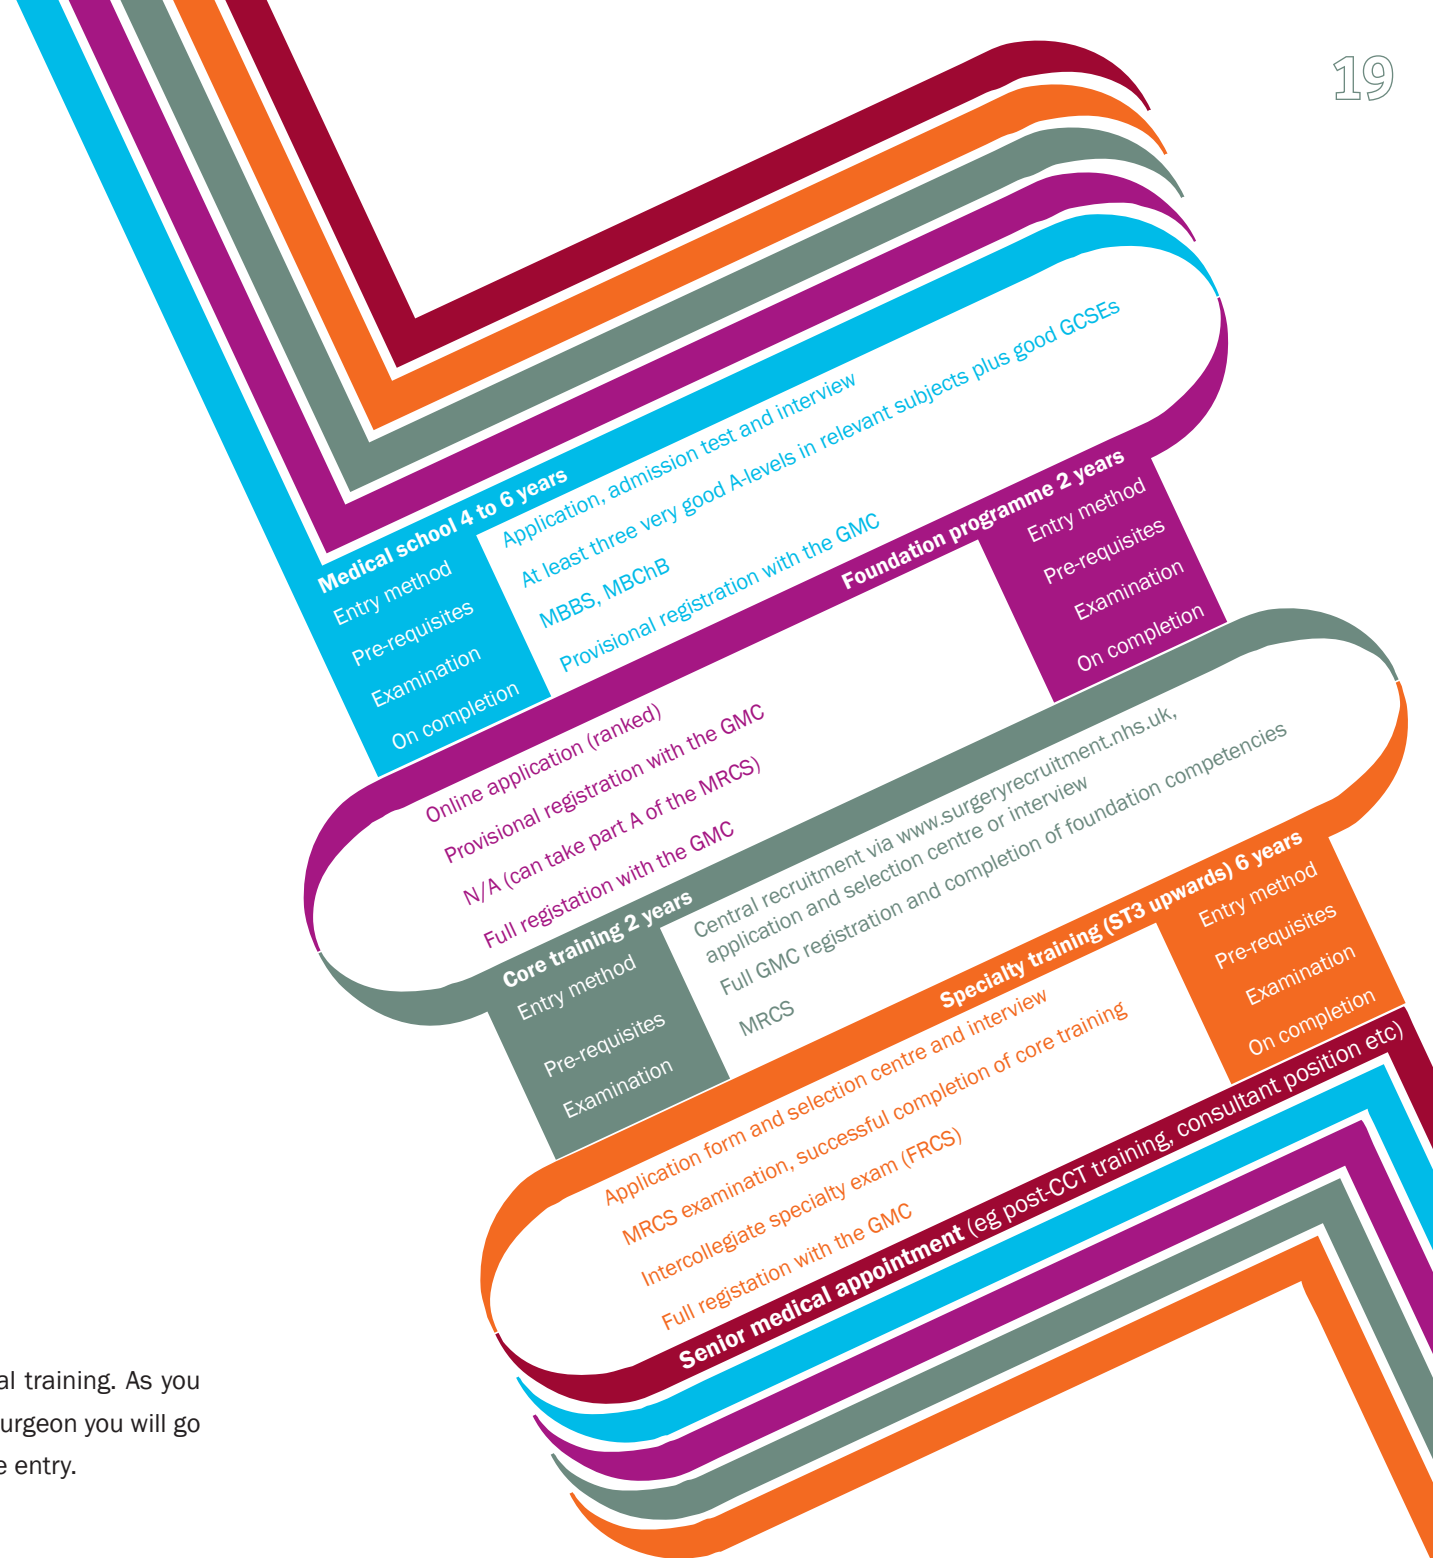 19
Medical school 4 to 6 years
Entry method
Application, admission test and interview
Pre-requisites
At least three very good A-levels in relevant subjects plus good GCSEs
Examination
MBBS, MBChB
On completion
Provisional registration with the GMC
Foundation programme 2 years
Entry method
Online application (ranked)
Pre-requisites
Provisional registration with the GMC
Examination
N/A (can take part A of the MRCS)
On completion
Full registation with the GMC
Core training 2 years
Entry method
Central recruitment via www.surgeryrecruitment.nhs.uk,
application and selection centre or interview
Pre-requisites
Full GMC registration and completion of foundation competencies
Examination
MRCS
Specialty training (ST3 upwards) 6 years
Entry method
Application form and selection centre and interview
Pre-requisites
MRCS examination, successful completion of core training
Examination
Intercollegiate specialty exam (FRCS)
On completion
Full registation with the GMC
Senior medical appointment (eg post-CCT training, consultant position etc)
al training. As you
urgeon you will go
e entry.